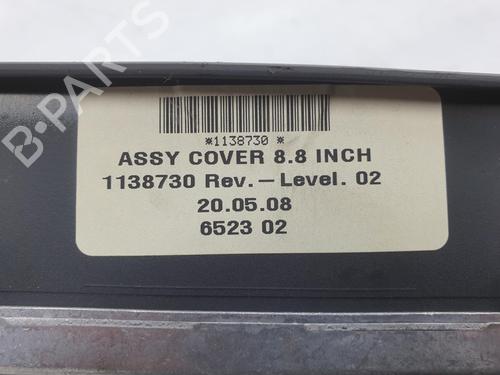 *1138730 *
ASSY COVER 8.8 INCH
1138730 Rev.-Level. 02
20.05.08
6523 02
B-PARTS